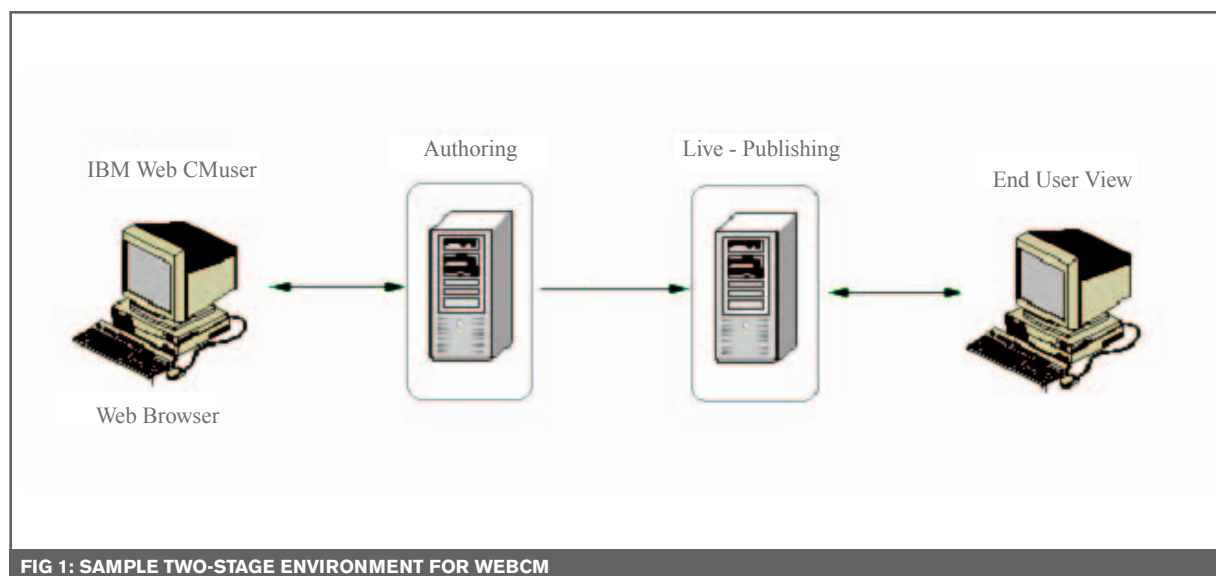 Authoring
Live - Publishing
IBM Web CMuser
End User View
Web Browser
FIG 1: SAMPLE TWO-STAGE ENVIRONMENT FOR WEBCM